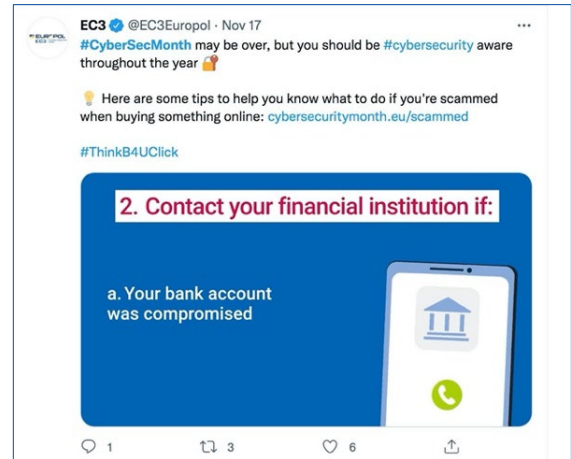 EC3 @EC3Europol · Nov 17
#CyberSecMonth may be over, but you should be #cybersecurity aware
throughout the year
Here are some tips to help you know what to do if you're scammed
when buying something online: cybersecuritymonth.eu/scammed
#ThinkB4UClick
2. Contact your financial institution if:
a. Your bank account
was compromised
1 3 6